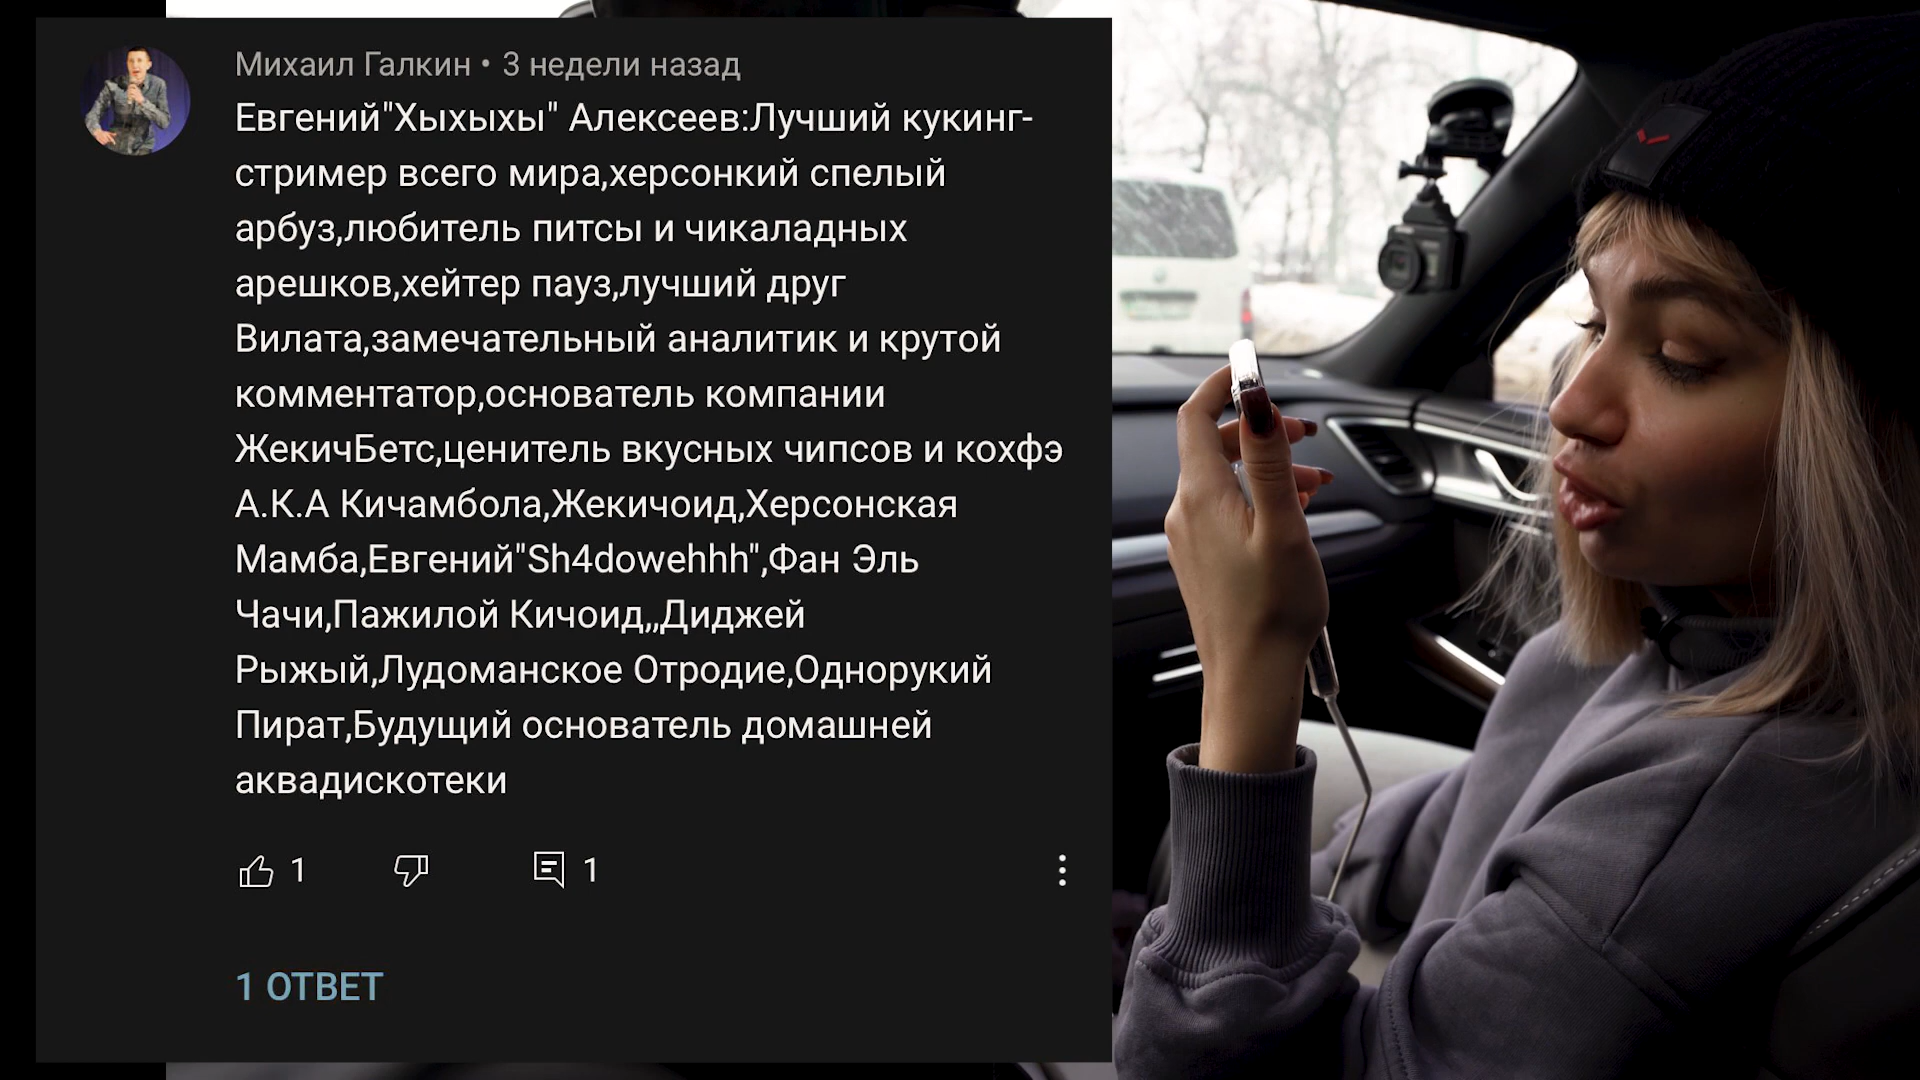 Михаил Галкин • 3 недели назад
Евгений"Хыхыхы" Алексеев:Лучший кукинг-
стример всего мира,херсонкий спелый
арбуз,любитель питсы и чикаладных
арешков,хейтер пауз,лучший друг
Вилата,замечательный аналитик и крутой
комментатор,основатель компании
ЖекичБетс,ценитель вкусных чипсов и кохфэ
А.К.А Кичамбола,Жекичоид,Херсонская
Мамба,Евгений"Sh4dowehhh",Фан Эль
Чачи,Пажилой Кичоид,,Диджей
Рыжый,Лудоманское Отродие,Однорукий
Пират,Будущий основатель домашней
аквадискотеки
1 1
1 ОТВЕТ